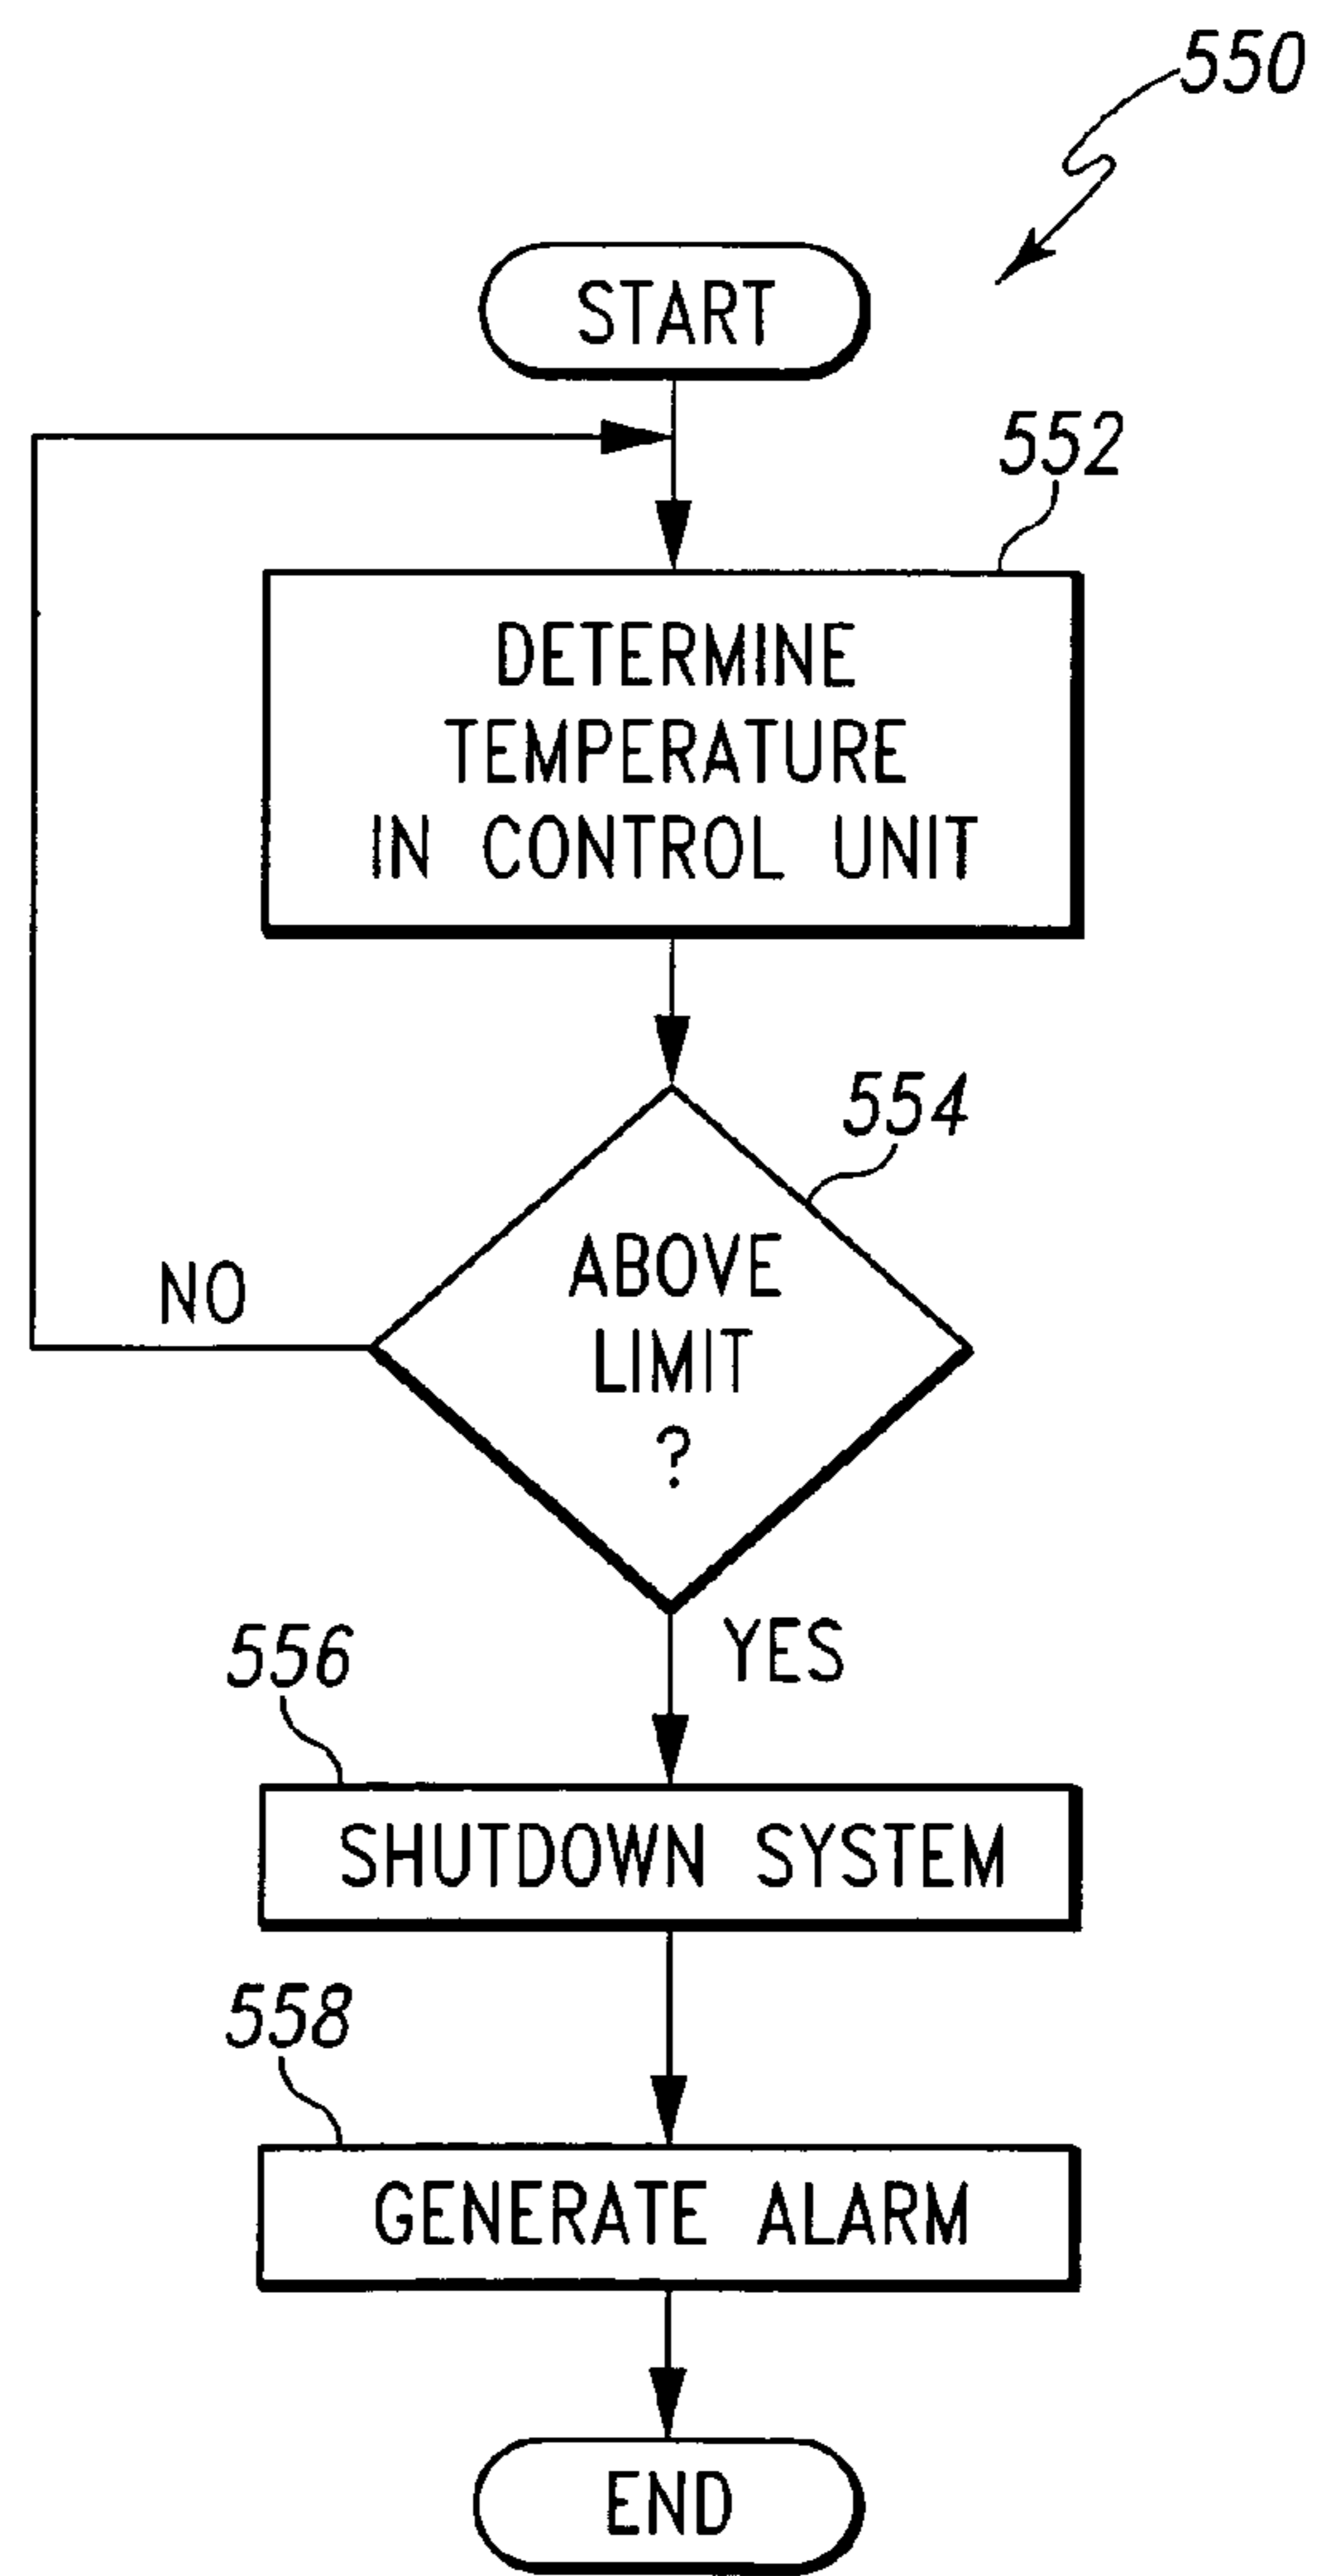 550
START
552
DETERMINE
TEMPERATURE
IN CONTROL UNIT
554
ABOVE
LIMIT
?
NO
YES
556
SHUTDOWN SYSTEM
558
GENERATE ALARM
END